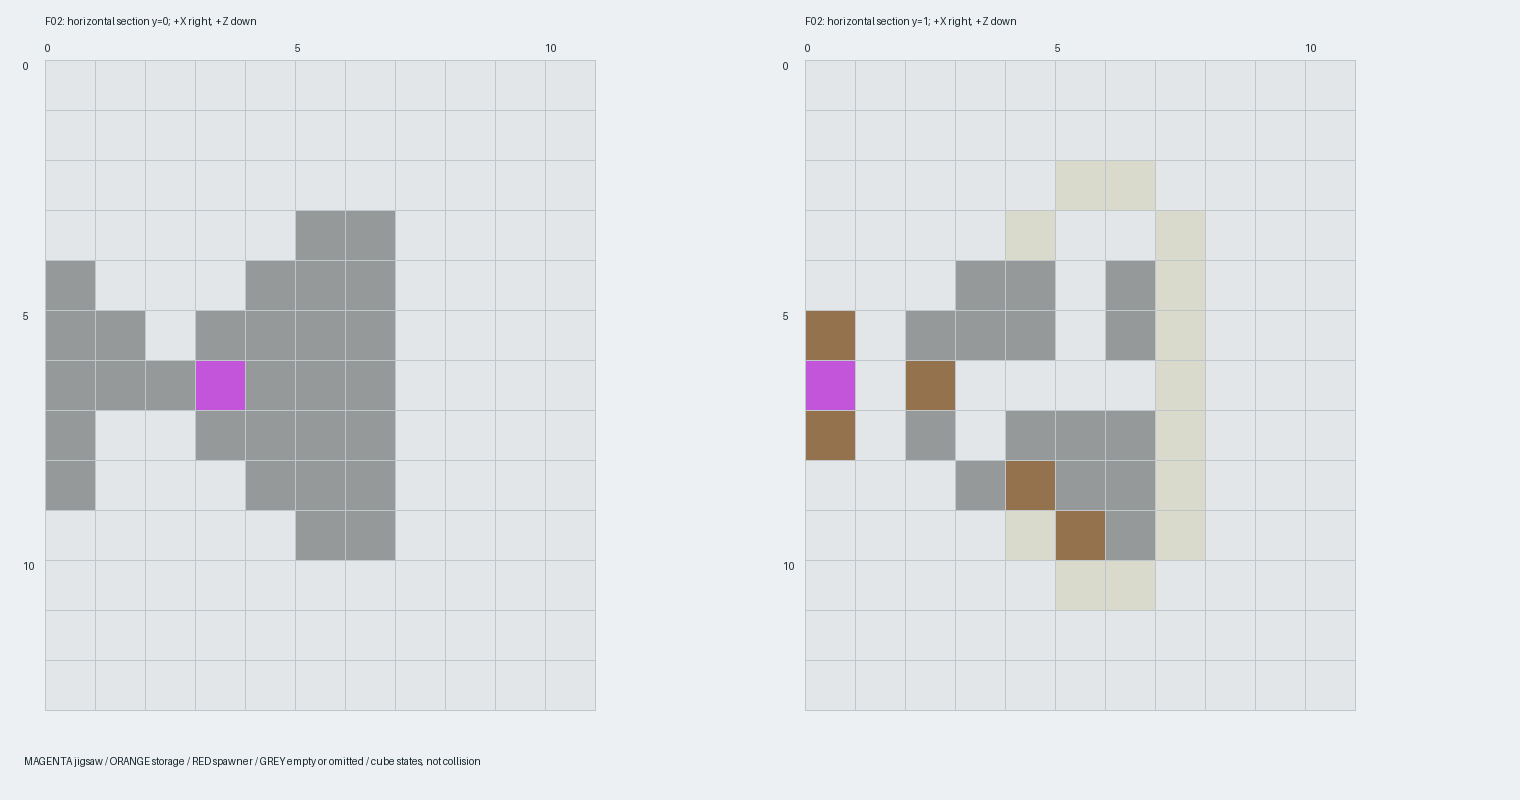 F02: horizontal section y=0; +X right, +Z down
F02: horizontal section y=1; +X right, +Z down
0 5 10
0 5 10
0
0
5
5
10
10
MAGENTA jigsaw / ORANGE storage / RED spawner / GREY empty or omitted / cube states, not collision